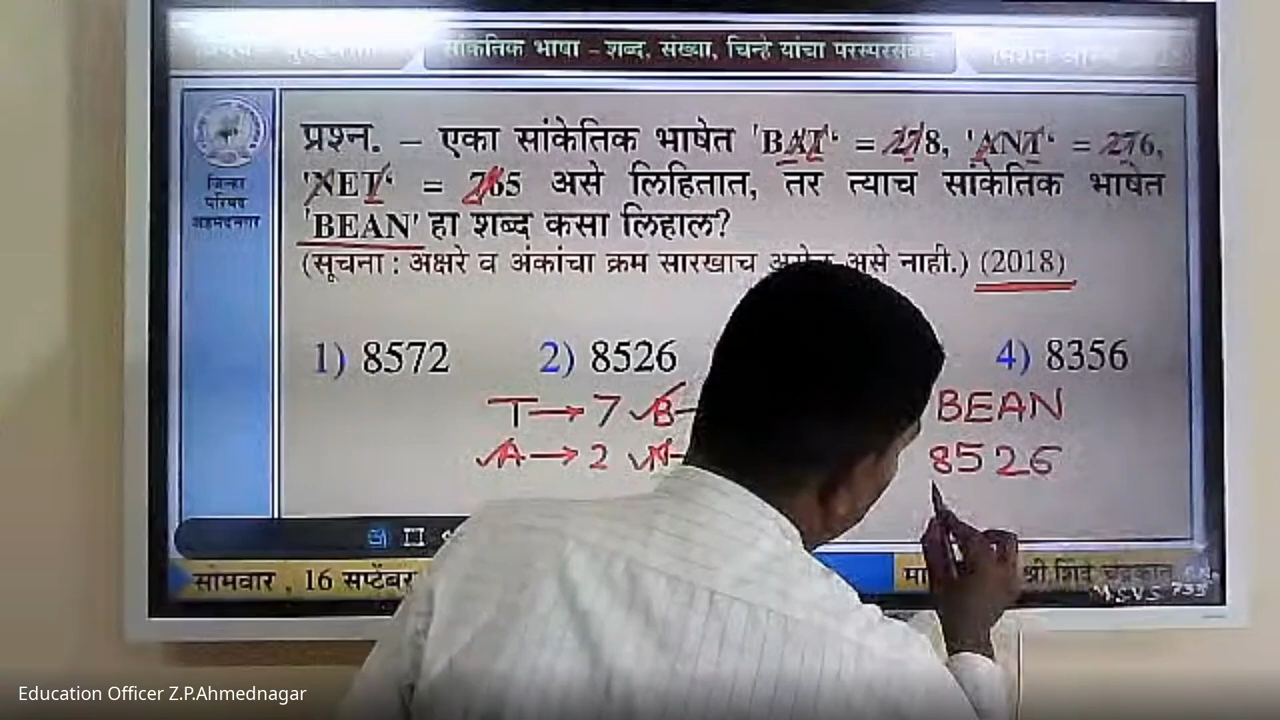 सांकेतिक भाषा – शब्द, संख्या, चिन्हे यांचा परस्परसंबंध
जिल्हा
परिषद
अहमदनगर
प्रश्न. – एका सांकेतिक भाषेत 'BAT' = 278, 'ANT' = 276,
'NET' = 765 असे लिहितात, तर त्याच सांकेतिक भाषेत
'BEAN' हा शब्द कसा लिहाल?
(सूचना : अक्षरे व अंकांचा क्रम सारखाच असे नाही.) (2018)
1) 8572 2) 8526 4) 8356
T → 7 B BEAN
A → 2 N 8526
सोमवार , 16 सप्टेंबर श्री शिंदे चंद्रकांत
Education Officer Z.P.Ahmednagar